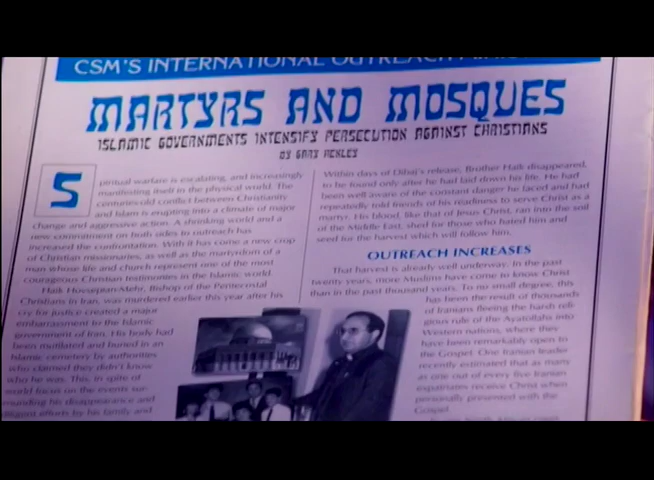 CSM'S INTERNATIONAL OUTREACH
MARTYRS AND MOSQUES
ISLAMIC GOVERNMENTS INTENSIFY PERSECUTION AGAINST CHRISTIANS
BY GARY HENLEY
Spiritual warfare is escalating, and increasingly
manifesting itself in the physical world. The
centuries-old conflict between Christianity
and Islam is erupting into a climate of major
change and aggressive action. A shrinking world and a
new commitment on both sides to outreach has
increased the confrontation. With it has come a new crop
of Christian missionaries, as well as the martyrdom of a
man whose life and church represent one of the most
courageous Christian testimonies in the Islamic world.
Haik Hovsepian-Mehr, Bishop of the Pentecostal
Christians in Iran, was murdered earlier this year after his
cry for justice created a major
embarrassment to the Islamic
government of Iran. His body had
been mutilated and buried in an
Islamic cemetery by authorities
who claimed they didn't know
who he was. This, in spite of
world focus on the events sur-
rounding his disappearance and
diligent efforts by his family and
Within days of Dibaj's release, Brother Haik disappeared,
to be found only after he had laid down his life. He had
been well aware of the constant danger he faced and had
repeatedly told friends of his readiness to serve Christ as a
martyr. His blood, like that of Jesus Christ, ran into the soil
of the Middle East, shed for those who hated him and
seed for the harvest which will follow him.
OUTREACH INCREASES
That harvest is already well underway. In the past
twenty years, more Muslims have come to know Christ
than in the past thousand years. To no small degree, this
has been the result of thousands
of Iranians fleeing the harsh reli-
gious rule of the Ayatollahs into
Western nations, where they
have been remarkably open to
the Gospel. One Iranian leader
recently estimated that as many
as one out of every five Iranian
expatriates receive Christ when
personally presented with the
Gospel.